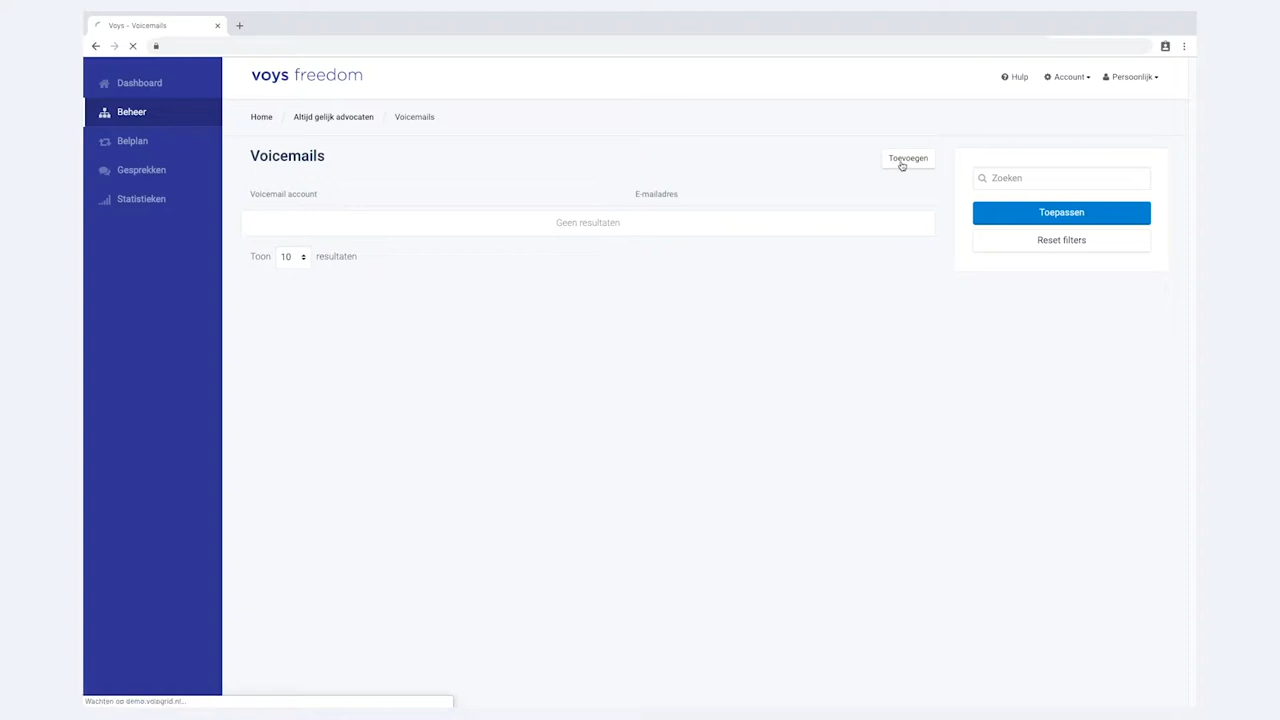 Voys - Voicemails
Dashboard
Beheer
Belplan
Gesprekken
Statistieken
voys freedom
Hulp
Account
Persoonlijk
Home / Altijd gelijk advocaten / Voicemails
Voicemails
Toevoegen
Voicemail account
E-mailadres
Geen resultaten
Toon 10 resultaten
Zoeken
Toepassen
Reset filters
Wachten op demo.voipgrid.nl...